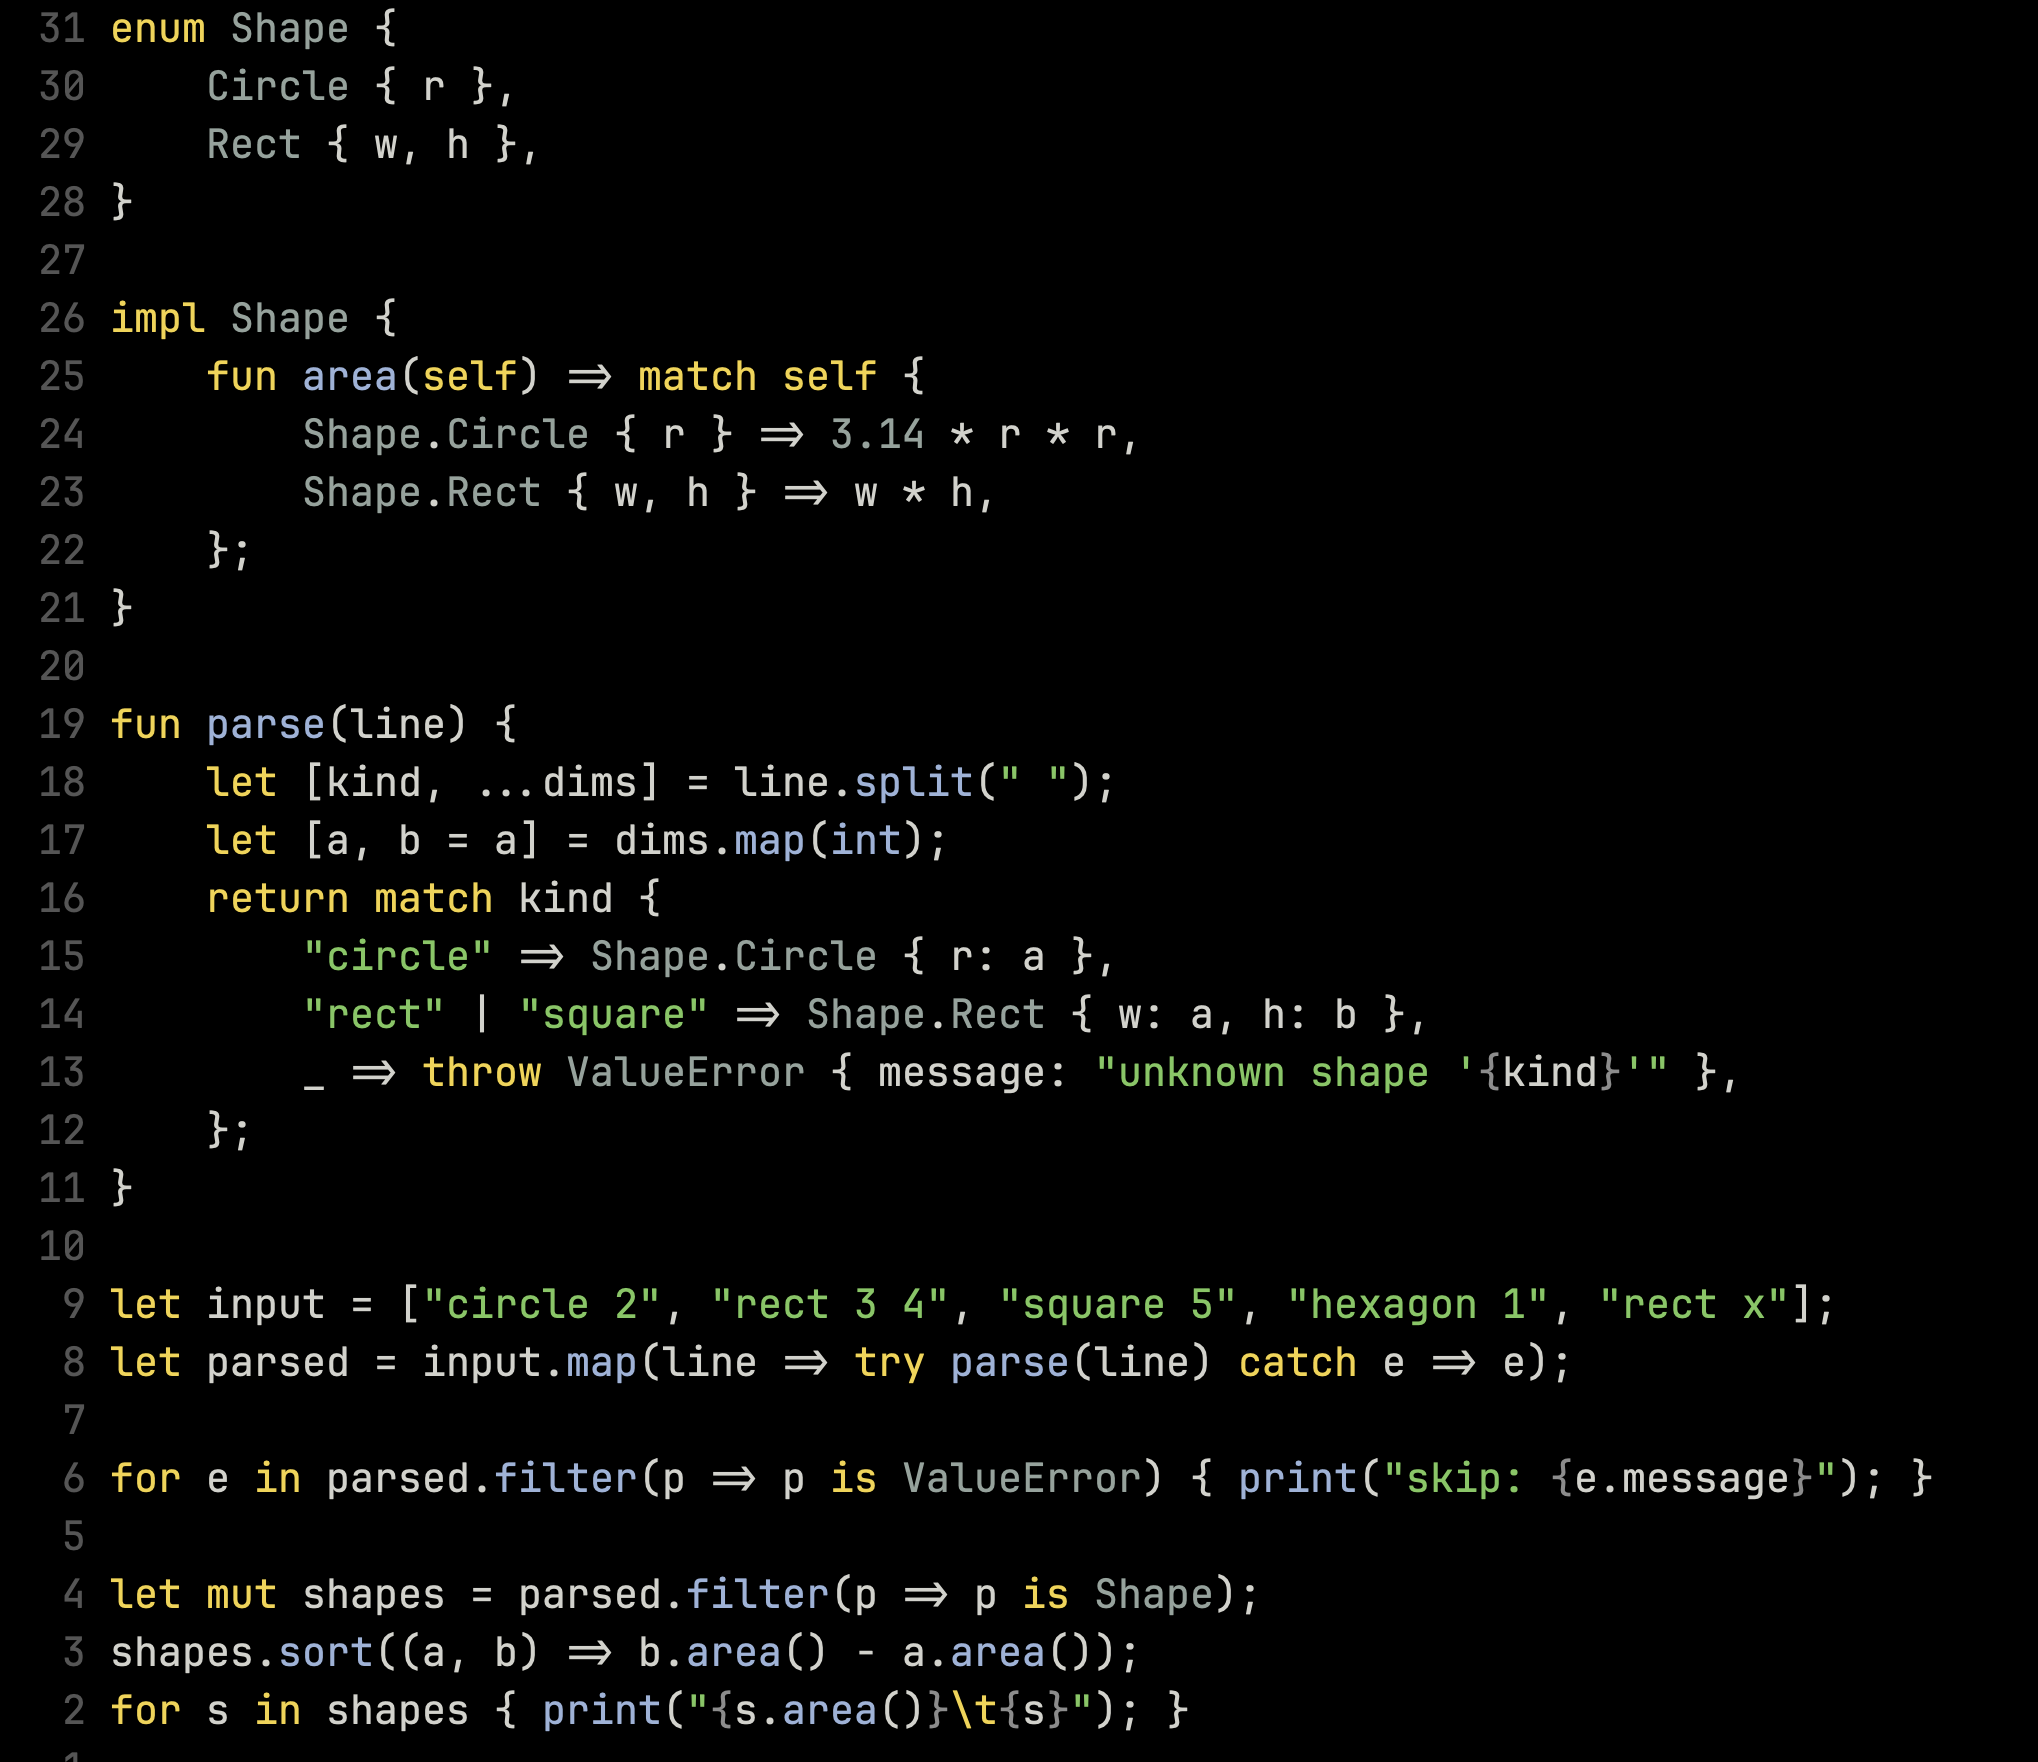 31 enum Shape {
30     Circle { r },
29     Rect { w, h },
28 }
27
26 impl Shape {
25     fun area(self) => match self {
24         Shape.Circle { r } => 3.14 * r * r,
23         Shape.Rect { w, h } => w * h,
22     };
21 }
20
19 fun parse(line) {
18     let [kind, ...dims] = line.split(" ");
17     let [a, b = a] = dims.map(int);
16     return match kind {
15         "circle" => Shape.Circle { r: a },
14         "rect" | "square" => Shape.Rect { w: a, h: b },
13         _ => throw ValueError { message: "unknown shape '{kind}'" },
12     };
11 }
10
9 let input = ["circle 2", "rect 3 4", "square 5", "hexagon 1", "rect x"];
8 let parsed = input.map(line => try parse(line) catch e => e);
7
6 for e in parsed.filter(p => p is ValueError) { print("skip: {e.message}"); }
5
4 let mut shapes = parsed.filter(p => p is Shape);
3 shapes.sort((a, b) => b.area() - a.area());
2 for s in shapes { print("{s.area()}\t{s}"); }
1